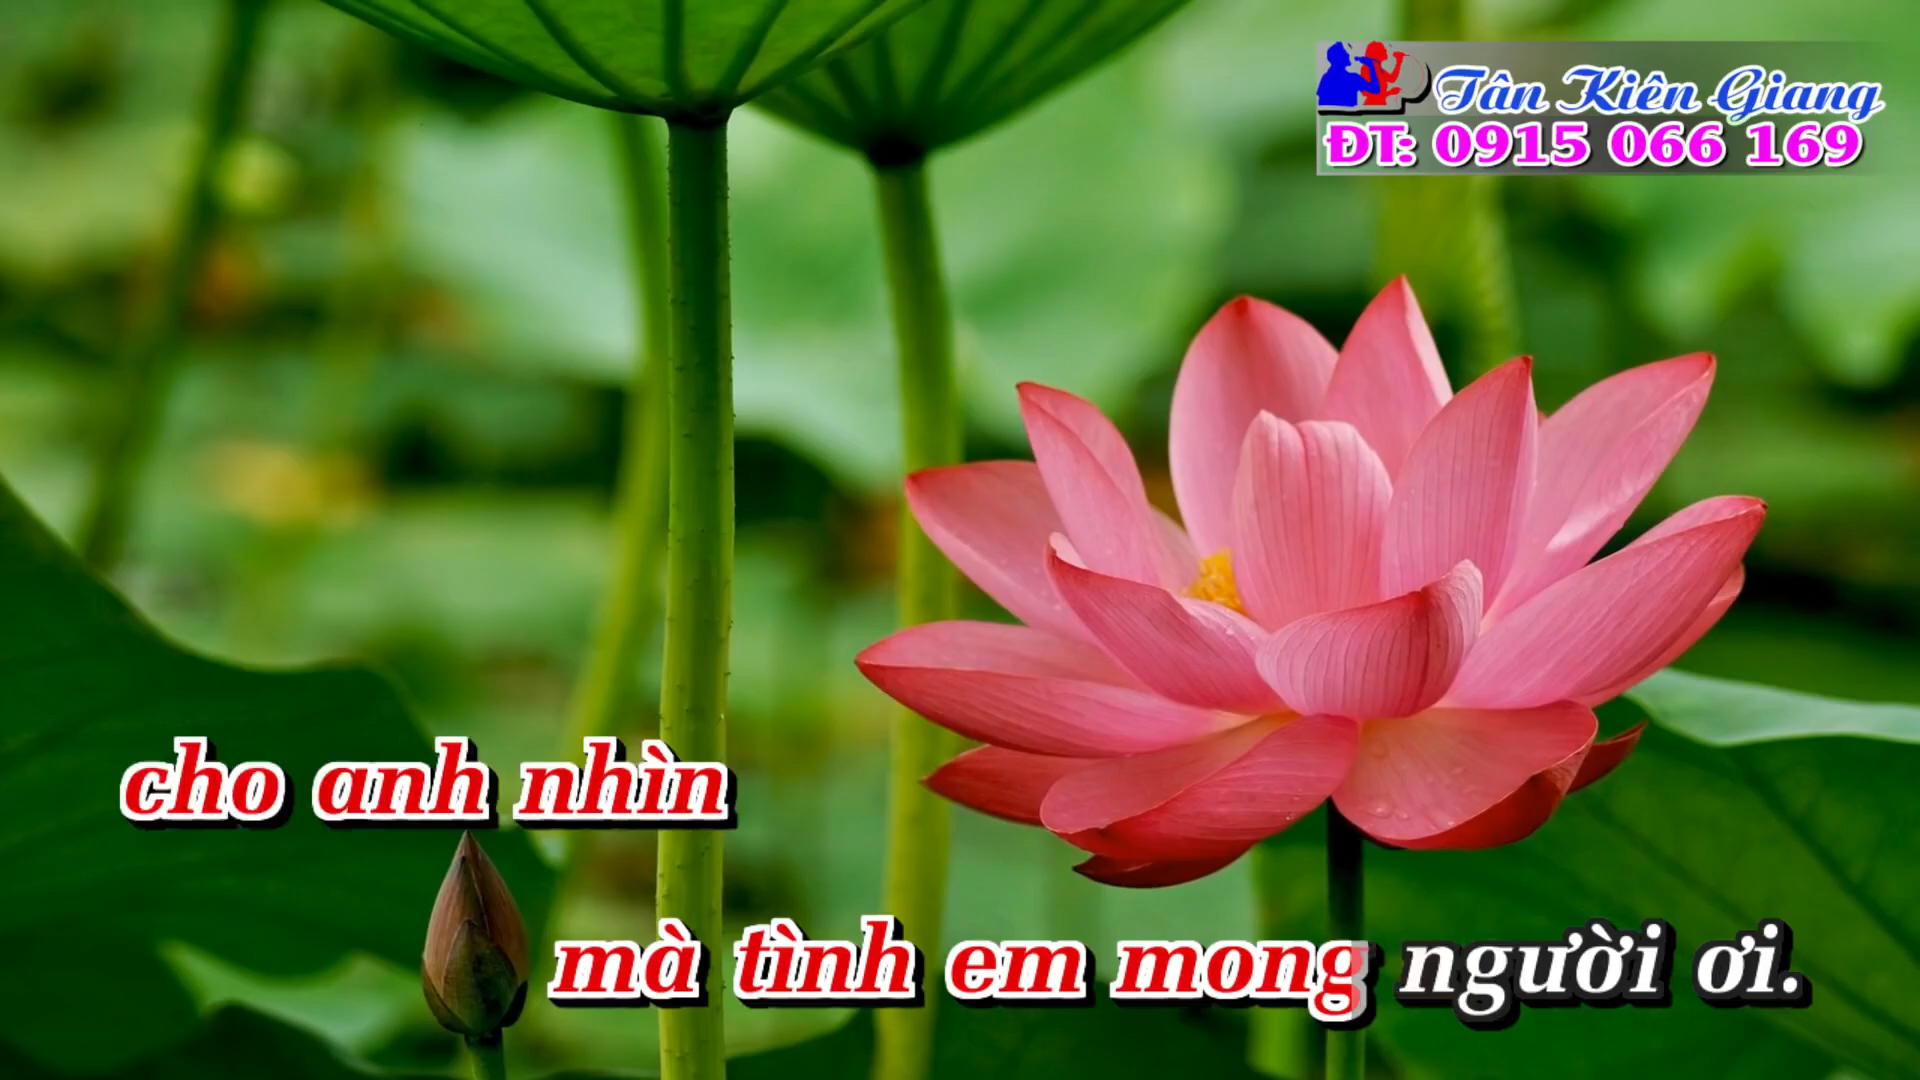 Tân Kiên Giang
ĐT: 0915 066 169
cho anh nhìn
mà tình em mong người ơi.